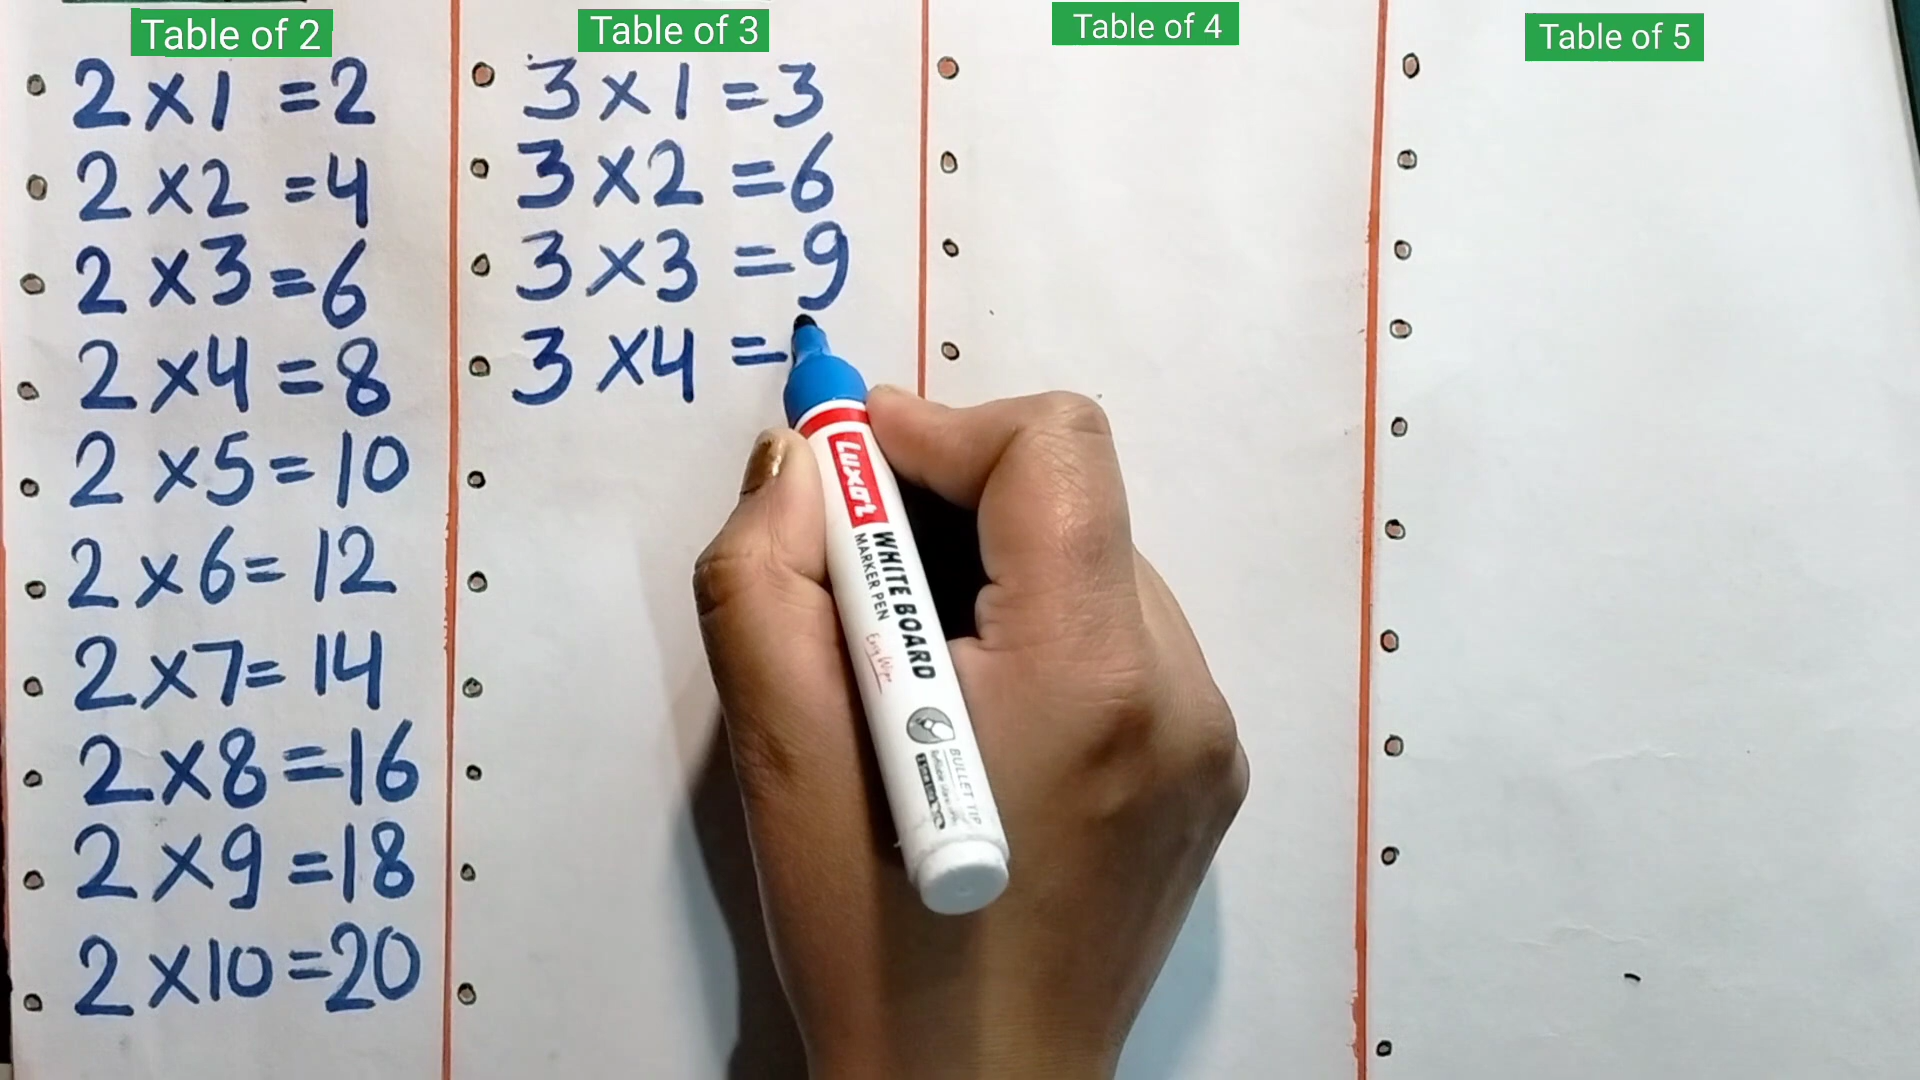 Table of 2
2 x 1 = 2
2 x 2 = 4
2 x 3 = 6
2 x 4 = 8
2 x 5 = 10
2 x 6 = 12
2 x 7 = 14
2 x 8 = 16
2 x 9 = 18
2 x 10 = 20
Table of 3
3 x 1 = 3
3 x 2 = 6
3 x 3 = 9
3 x 4 =
Table of 4
Table of 5
Luxor
WHITE BOARD
MARKER PEN
Easy Wipe
BULLET TIP